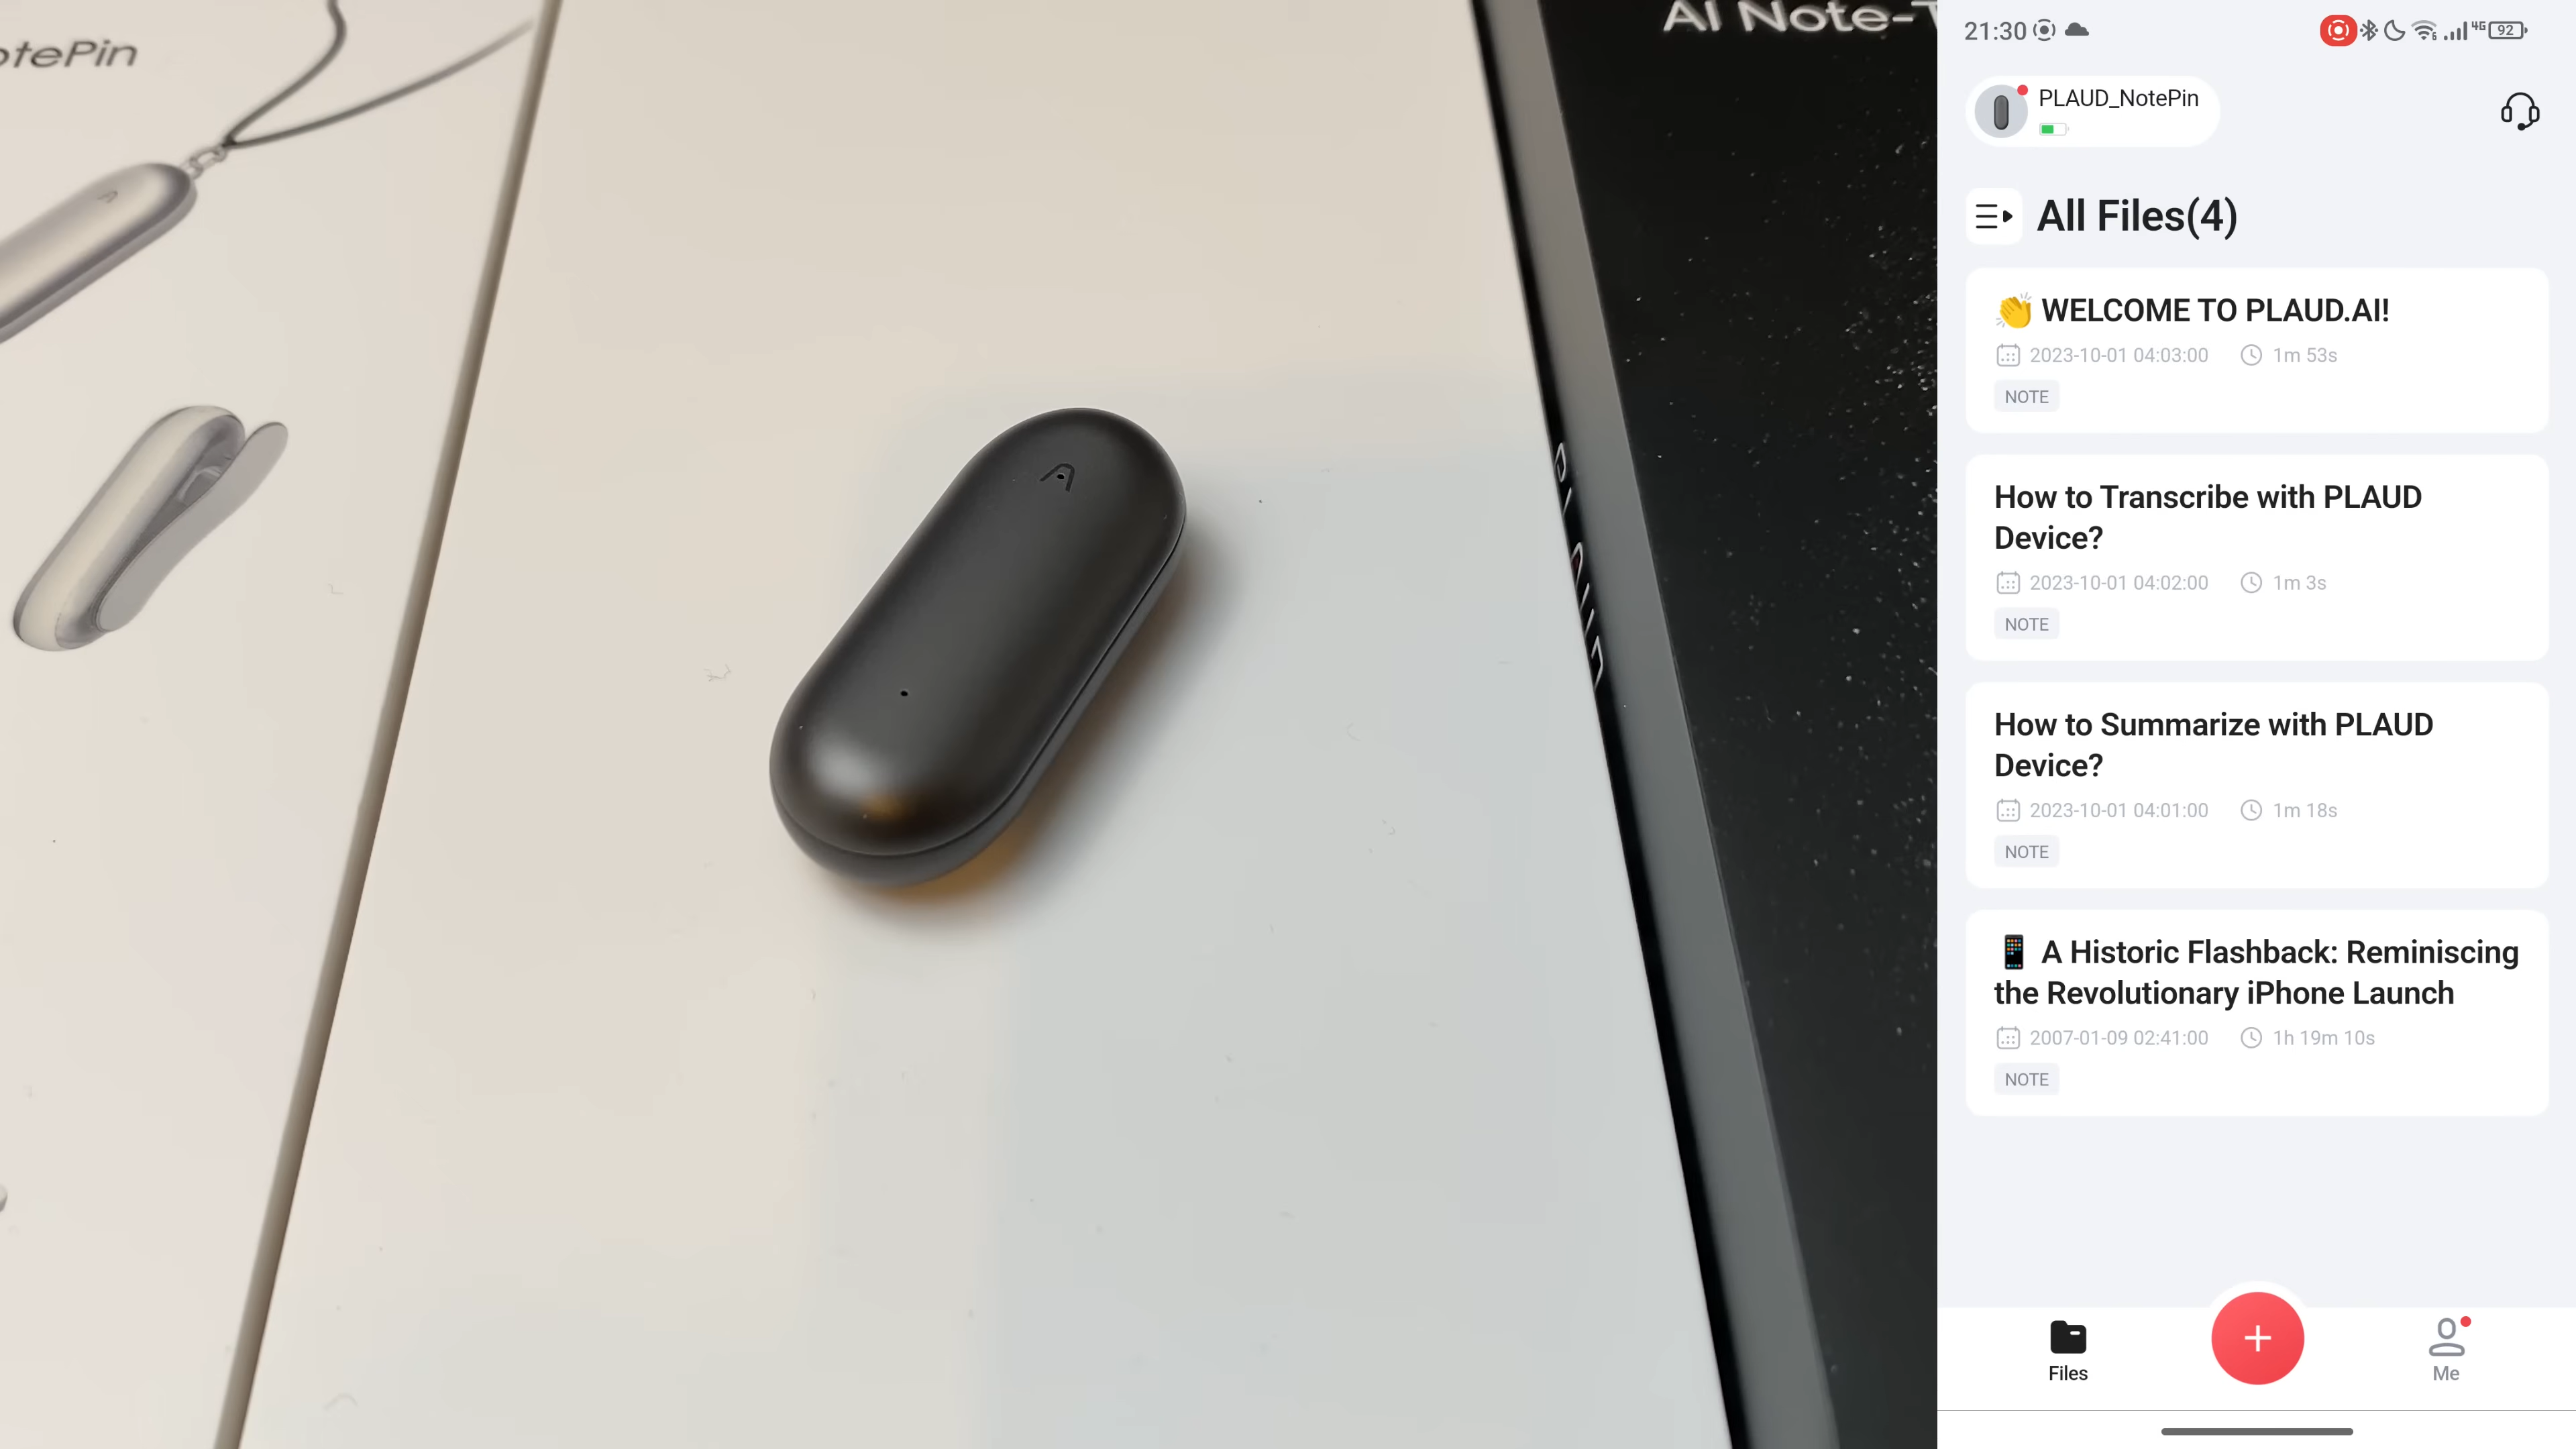 otePin
AI Note-T
21:30
4G
92
PLAUD_NotePin
All Files(4)
👏 WELCOME TO PLAUD.AI!
2023-10-01 04:03:00 1m 53s
NOTE
How to Transcribe with PLAUD
Device?
2023-10-01 04:02:00 1m 3s
NOTE
How to Summarize with PLAUD
Device?
2023-10-01 04:01:00 1m 18s
NOTE
📱 A Historic Flashback: Reminiscing
the Revolutionary iPhone Launch
2007-01-09 02:41:00 1h 19m 10s
NOTE
Files
Me